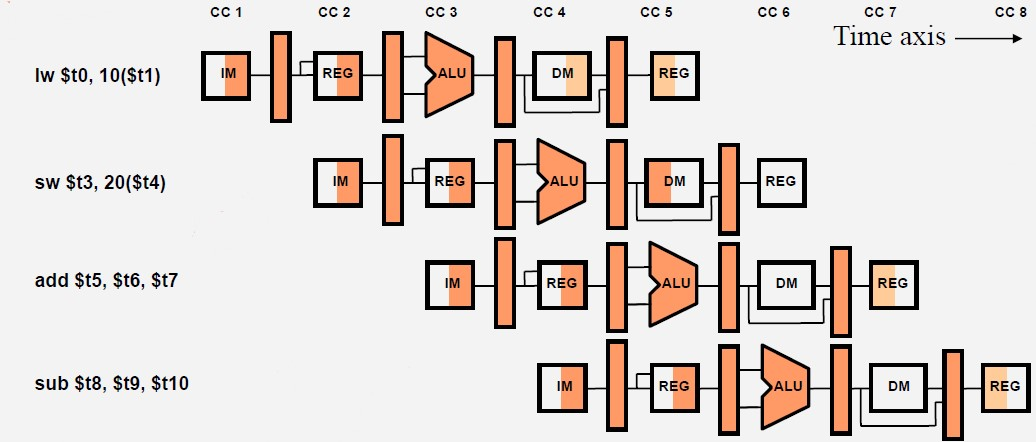 CC 1 CC 2 CC 3 CC 4 CC 5 CC 6 CC 7 CC 8
Time axis
lw $t0, 10($t1) IM REG ALU DM REG
sw $t3, 20($t4) IM REG ALU DM REG
add $t5, $t6, $t7 IM REG ALU DM REG
sub $t8, $t9, $t10 IM REG ALU DM REG